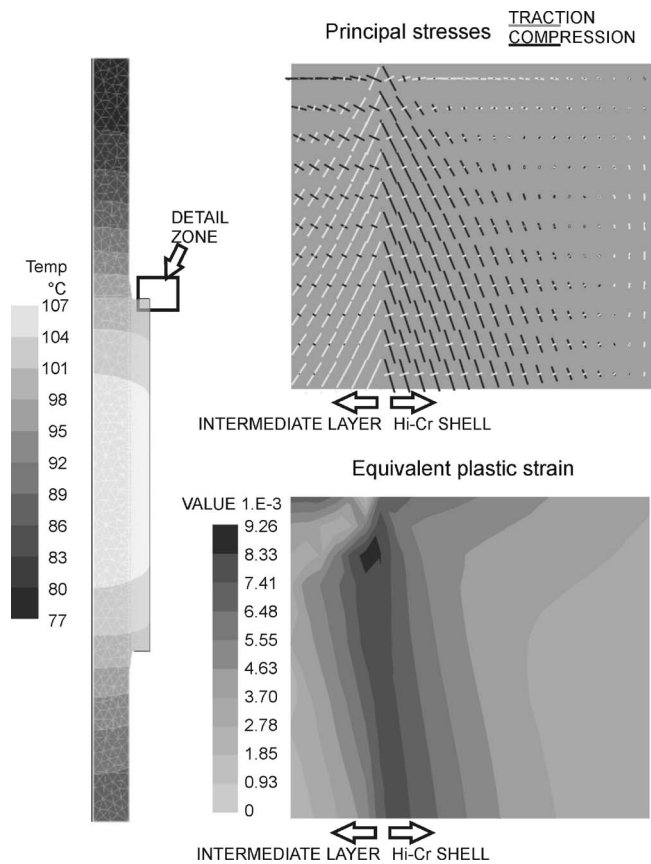 Principal stresses
TRACTION
COMPRESSION
DETAIL
ZONE
Temp
°C
107
104
101
98
95
92
89
86
83
80
77
INTERMEDIATE LAYER Hi-Cr SHELL
Equivalent plastic strain
VALUE 1.E-3
9.26
8.33
7.41
6.48
5.55
4.63
3.70
2.78
1.85
0.93
0
INTERMEDIATE LAYER Hi-Cr SHELL